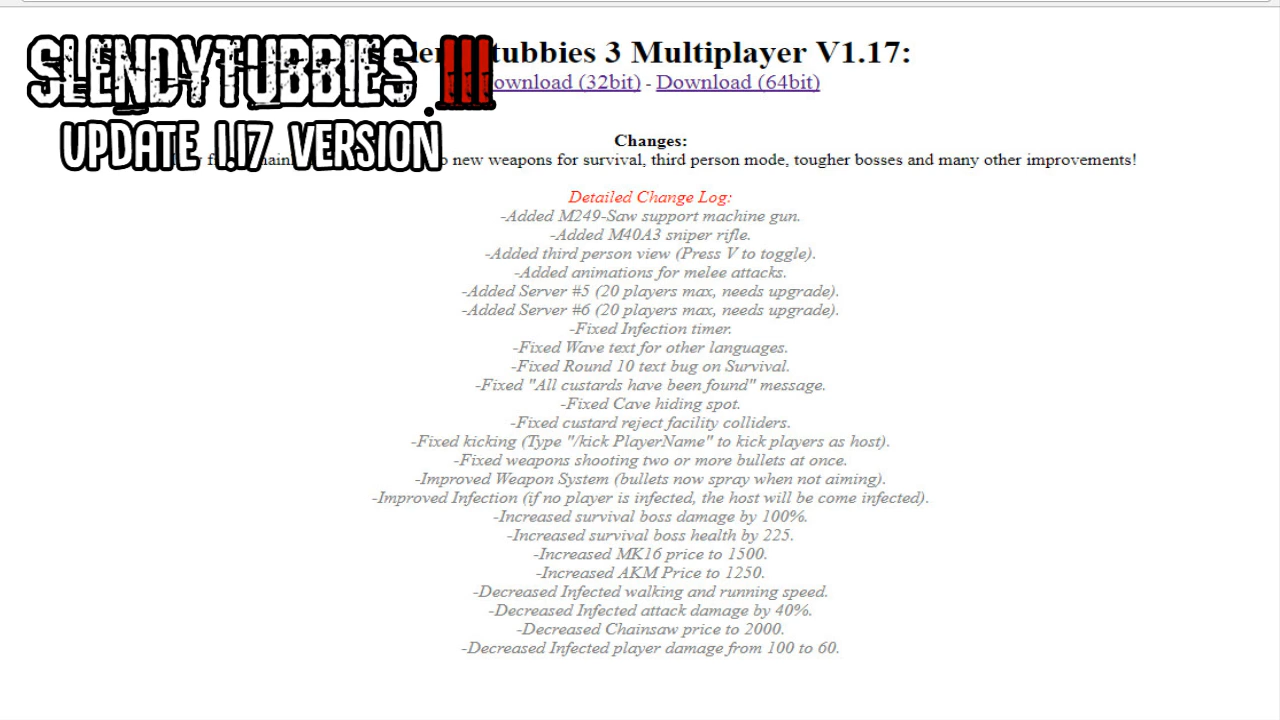 SLENDYTUBBIES III
UPDATE 1.17 VERSION
tubbies 3 Multiplayer V1.17:
ownload (32bit) - Download (64bit)
Changes:
new weapons for survival, third person mode, tougher bosses and many other improvements!
Detailed Change Log:
-Added M249-Saw support machine gun.
-Added M40A3 sniper rifle.
-Added third person view (Press V to toggle).
-Added animations for melee attacks.
-Added Server #5 (20 players max, needs upgrade).
-Added Server #6 (20 players max, needs upgrade).
-Fixed Infection timer.
-Fixed Wave text for other languages.
-Fixed Round 10 text bug on Survival.
-Fixed "All custards have been found" message.
-Fixed Cave hiding spot.
-Fixed custard reject facility colliders.
-Fixed kicking (Type "/kick PlayerName" to kick players as host).
-Fixed weapons shooting two or more bullets at once.
-Improved Weapon System (bullets now spray when not aiming).
-Improved Infection (if no player is infected, the host will be come infected).
-Increased survival boss damage by 100%.
-Increased survival boss health by 225.
-Increased MK16 price to 1500.
-Increased AKM Price to 1250.
-Decreased Infected walking and running speed.
-Decreased Infected attack damage by 40%.
-Decreased Chainsaw price to 2000.
-Decreased Infected player damage from 100 to 60.